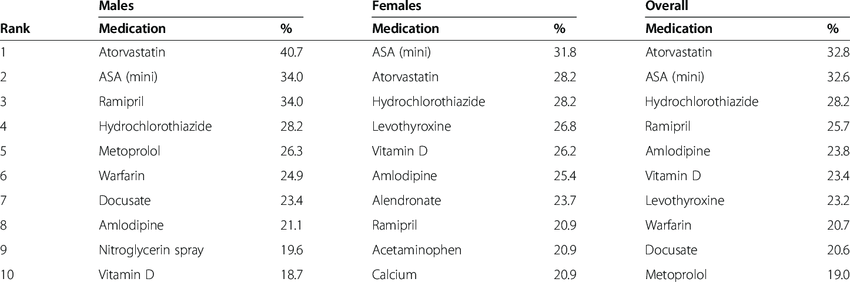 Males Females Overall
Rank Medication % Medication % Medication %
1 Atorvastatin 40.7 ASA (mini) 31.8 Atorvastatin 32.8
2 ASA (mini) 34.0 Atorvastatin 28.2 ASA (mini) 32.6
3 Ramipril 34.0 Hydrochlorothiazide 28.2 Hydrochlorothiazide 28.2
4 Hydrochlorothiazide 28.2 Levothyroxine 26.8 Ramipril 25.7
5 Metoprolol 26.3 Vitamin D 26.2 Amlodipine 23.8
6 Warfarin 24.9 Amlodipine 25.4 Vitamin D 23.4
7 Docusate 23.4 Alendronate 23.7 Levothyroxine 23.2
8 Amlodipine 21.1 Ramipril 20.9 Warfarin 20.7
9 Nitroglycerin spray 19.6 Acetaminophen 20.9 Docusate 20.6
10 Vitamin D 18.7 Calcium 20.9 Metoprolol 19.0